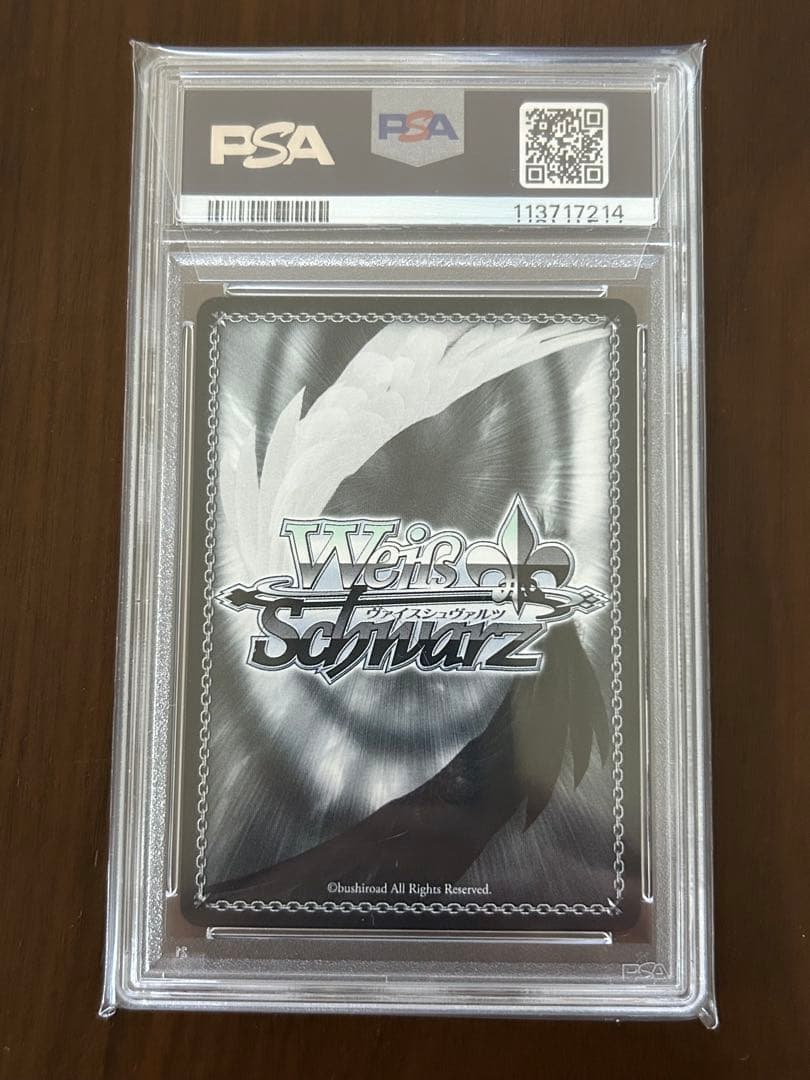 PSA
PSA
113717214
Weiß
ヴァイスシュヴァルツ
Schwarz
©bushiroad All Rights Reserved.
PSA